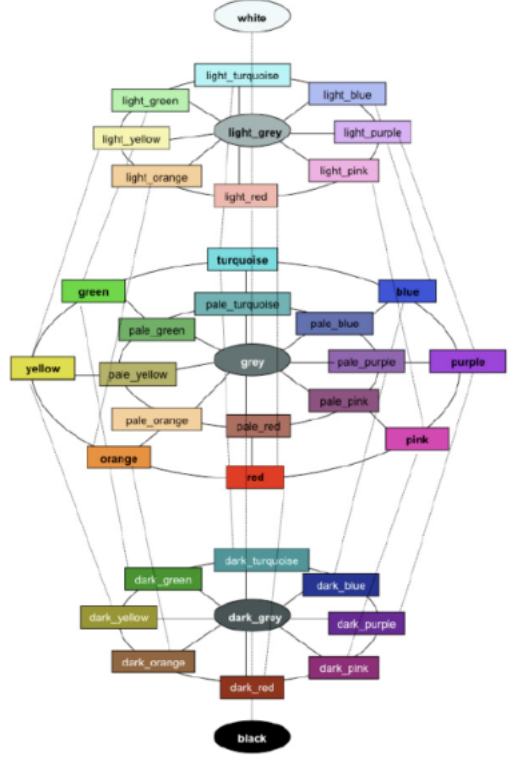 white
light_turquoise
light_green
light_blue
light_yellow
light_grey
light_purple
light_orange
light_pink
light_red
turquoise
green
blue
pale_turquoise
pale_green
pale_blue
yellow
pale_yellow
grey
pale_purple
purple
pale_orange
pale_pink
pale_red
orange
pink
red
dark_turquoise
dark_green
dark_blue
dark_yellow
dark_grey
dark_purple
dark_orange
dark_pink
dark_red
black